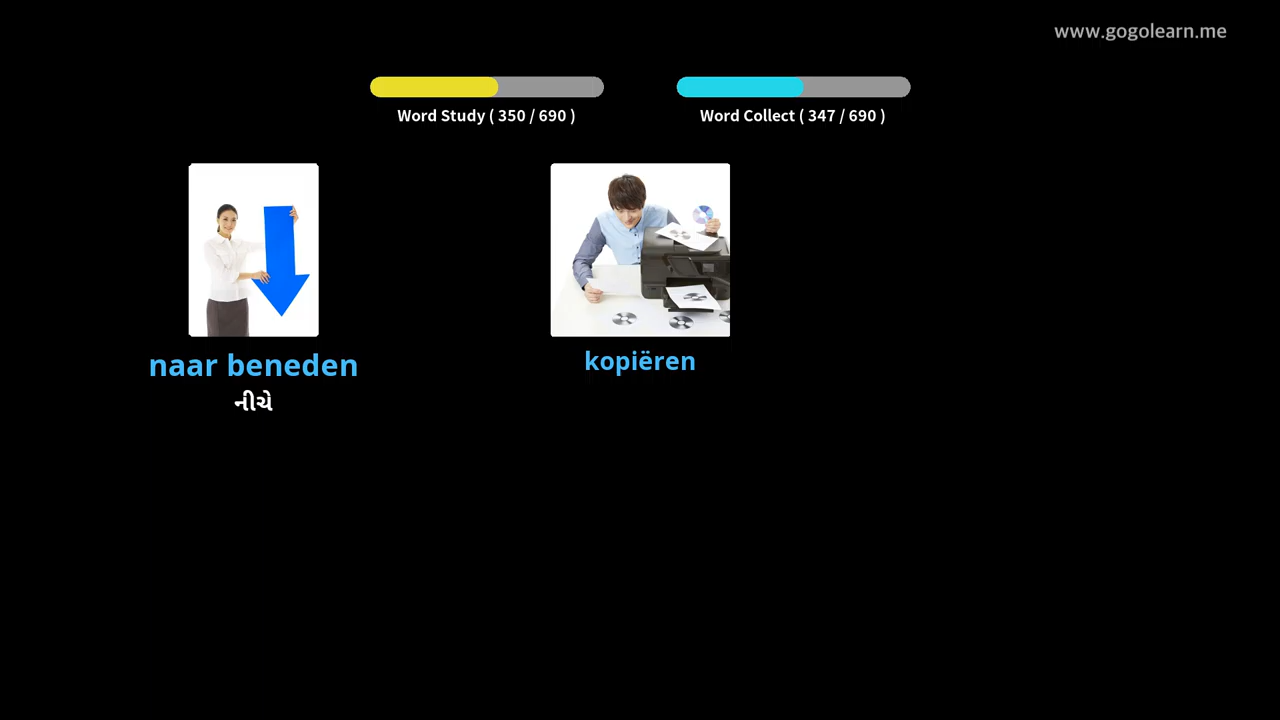 www.gogolearn.me
Word Study ( 350 / 690 )
Word Collect ( 347 / 690 )
naar beneden
નીચે
kopiëren